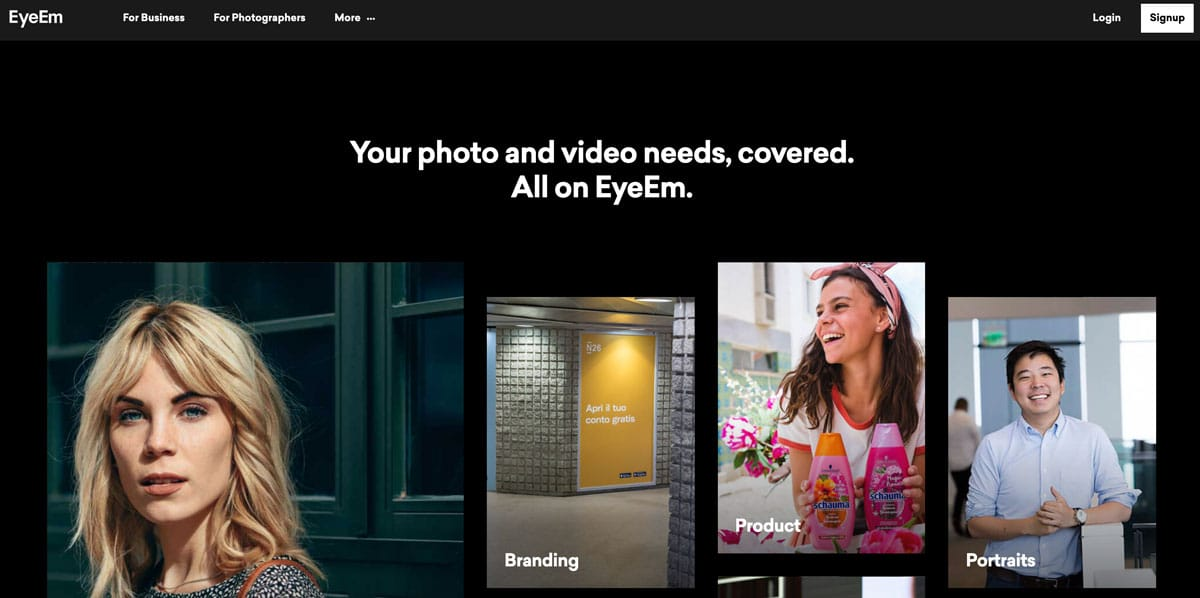 EyeEm
For Business
For Photographers
More ···
Login
Signup
Your photo and video needs, covered.
All on EyeEm.
N26
Apri il tuo
conto gratis
Branding
schauma
schauma
Product
Portraits